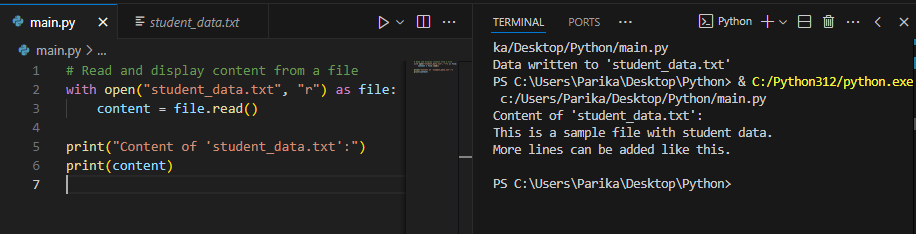 main.py
student_data.txt
main.py > ...
1 # Read and display content from a file
2 with open("student_data.txt", "r") as file:
3     content = file.read()
4
5 print("Content of 'student_data.txt':")
6 print(content)
7
TERMINAL
PORTS
...
Python
ka/Desktop/Python/main.py
Data written to 'student_data.txt'
PS C:\Users\Parika\Desktop\Python> & C:/Python312/python.exe
 c:/Users/Parika/Desktop/Python/main.py
Content of 'student_data.txt':
This is a sample file with student data.
More lines can be added like this.
PS C:\Users\Parika\Desktop\Python>